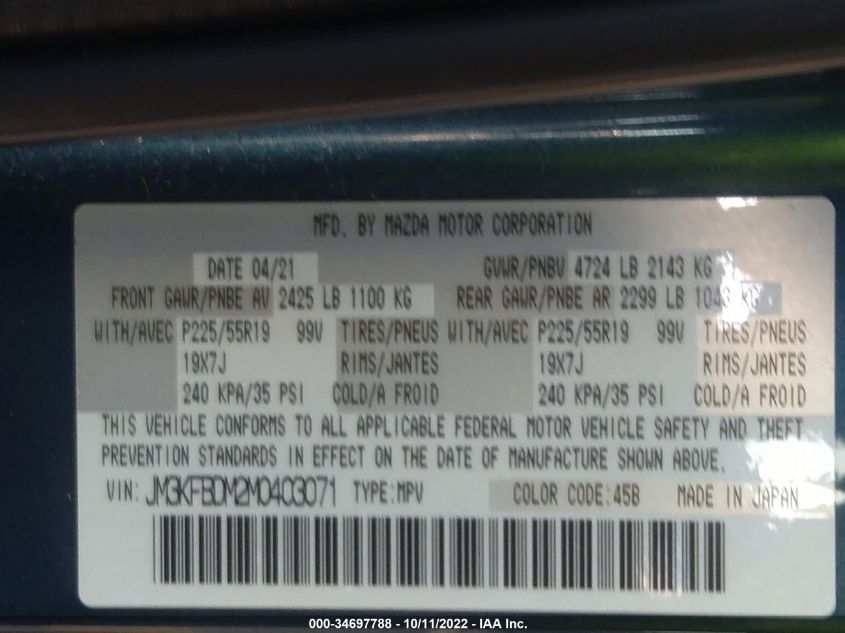 MFD. BY MAZDA MOTOR CORPORATION
DATE 04/21 GVWR/PNBV 4724 LB 2143 KG
FRONT GAWR/PNBE AV 2425 LB 1100 KG REAR GAWR/PNBE AR 2299 LB 1043 KG
WITH/AVEC P225/55R19 99V TIRES/PNEUS WITH/AVEC P225/55R19 99V TIRES/PNEUS
19X7J RIMS/JANTES 19X7J RIMS/JANTES
240 KPA/35 PSI COLD/A FROID 240 KPA/35 PSI COLD/A FROID
THIS VEHICLE CONFORMS TO ALL APPLICABLE FEDERAL MOTOR VEHICLE SAFETY AND THEFT
PREVENTION STANDARDS IN EFFECT ON THE DATE OF MANUFACTURE SHOWN ABOVE.
VIN: JM3KFBDM2M0403071 TYPE:MPV COLOR CODE:45B MADE IN JAPAN
000-34697788 - 10/11/2022 - IAA Inc.